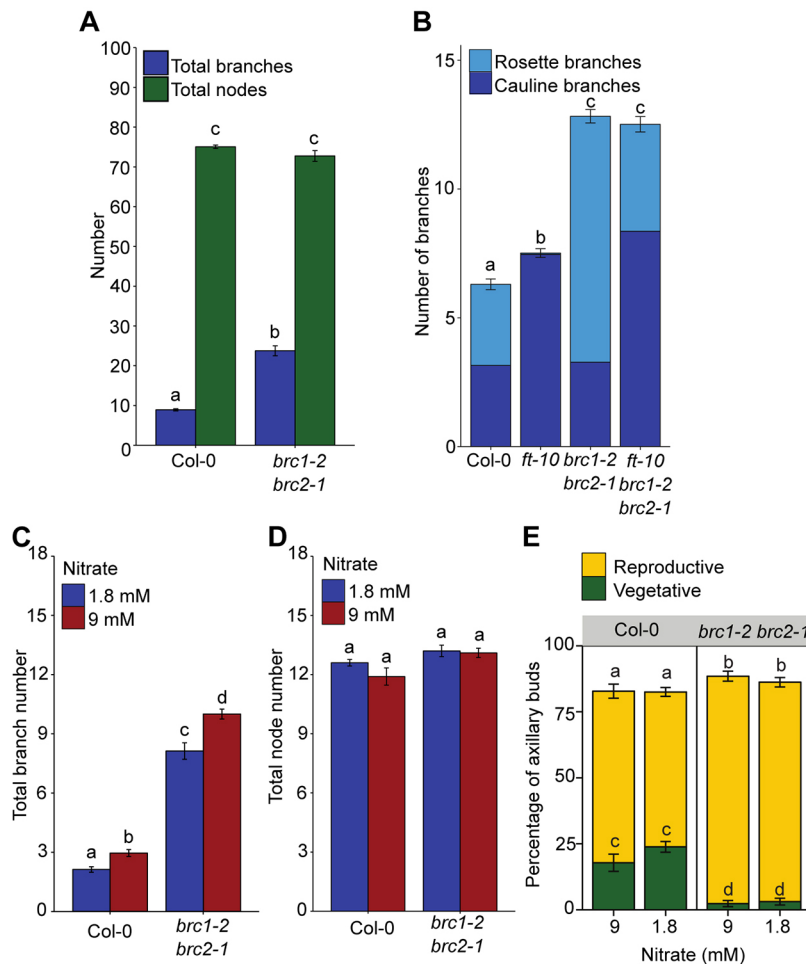 A
100
90
80
70
60
50
40
30
20
10
0
Number
Total branches
Total nodes
a
c
b
c
Col-0
brc1-2
brc2-1
B
15
10
5
0
Number of branches
Rosette branches
Cauline branches
a
b
c
c
Col-0
ft-10
brc1-2
brc2-1
ft-10
brc1-2
brc2-1
C
18
15
12
9
6
3
0
Total branch number
Nitrate
1.8 mM
9 mM
a
b
c
d
Col-0
brc1-2
brc2-1
D
18
15
12
9
6
3
0
Total node number
Nitrate
1.8 mM
9 mM
a
a
a
a
Col-0
brc1-2
brc2-1
E
Reproductive
Vegetative
Col-0
brc1-2 brc2-1
100
75
50
25
0
Percentage of axillary buds
a
a
b
b
c
c
d
d
9
1.8
9
1.8
Nitrate (mM)